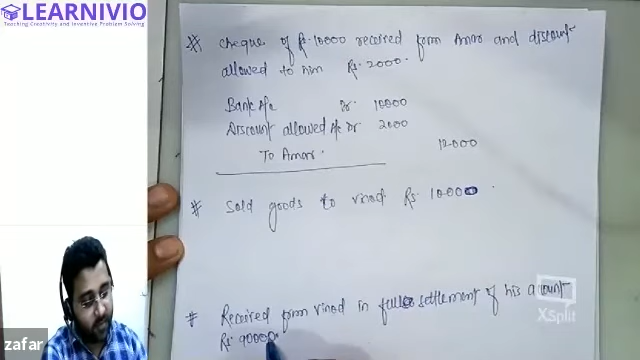 LEARNIVIO
Teaching Creativity and Inventive Problem Solving
※ Cheque of Rs. 10000 received from Amar and discount
allowed to him Rs. 2000.
Bank A/c Dr. 10000
Discount allowed A/c Dr 2000
To Amar. 12000
※ Sold goods to vinod Rs. 10000.
※ Received from vinod in full settlement of his account
Rs. 90000
XSplit
zafar